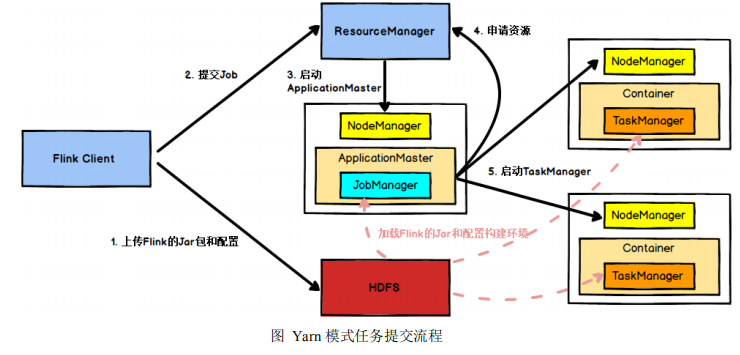 ResourceManager
4. 申请资源
2. 提交Job
3. 启动
ApplicationMaster
NodeManager
Container
TaskManager
NodeManager
ApplicationMaster
JobManager
Flink Client
5. 启动TaskManager
NodeManager
Container
TaskManager
1. 上传Flink的Jar包和配置
加载Flink的Jar和配置构建环境
HDFS
图 Yarn 模式任务提交流程